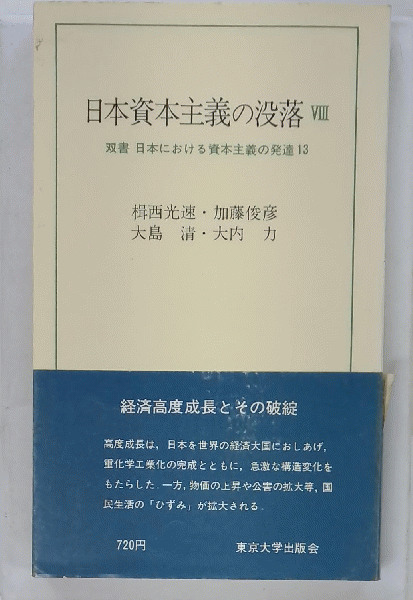 日本資本主義の没落 Ⅷ
双書 日本における資本主義の発達 13
楫西光速・加藤俊彦
大島 清・大内 力
経済高度成長とその破綻
高度成長は，日本を世界の経済大国におしあげ，
重化学工業化の完成とともに，急激な構造変化を
もたらした．一方，物価の上昇や公害の拡大等，国
民生活の「ひずみ」が拡大される．
720円 東京大学出版会